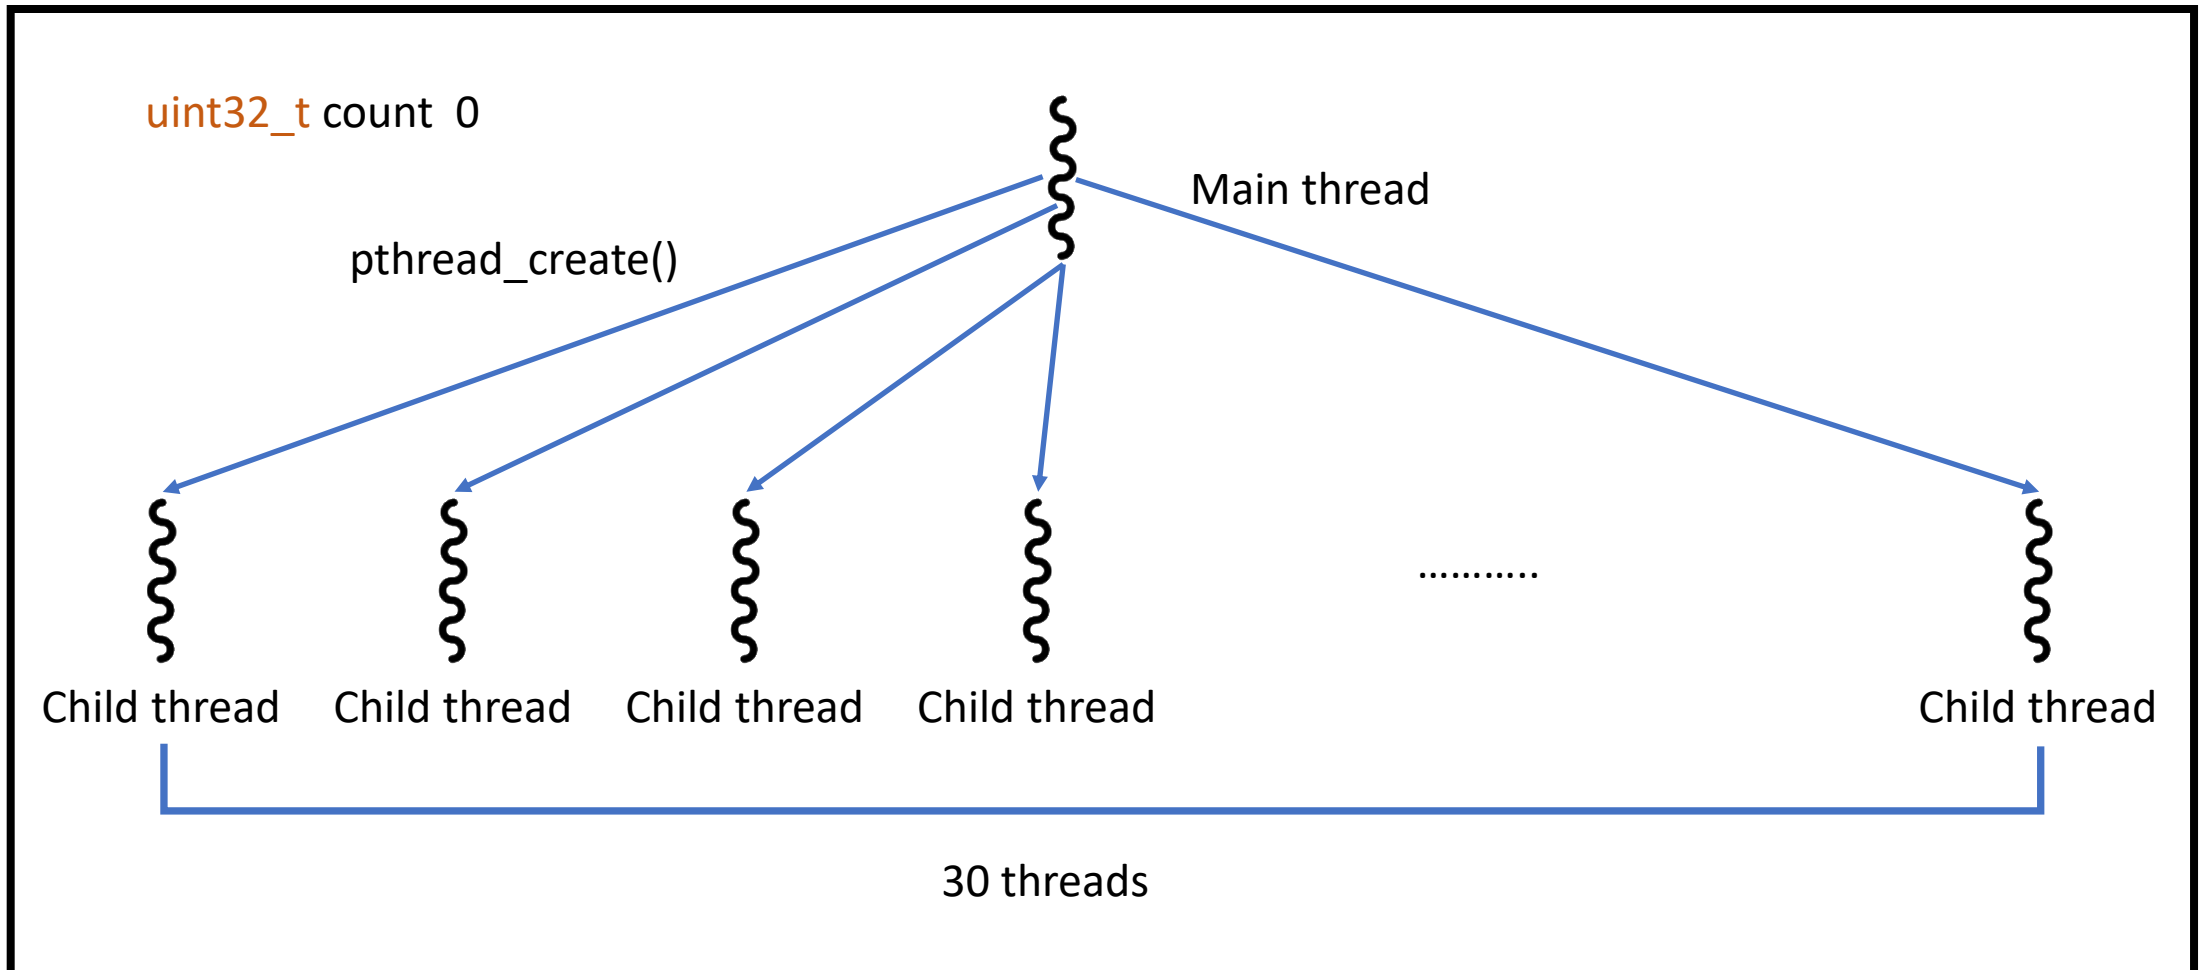 uint32_t count  0
Main thread
pthread_create()
...........
Child thread
Child thread
Child thread
Child thread
Child thread
30 threads